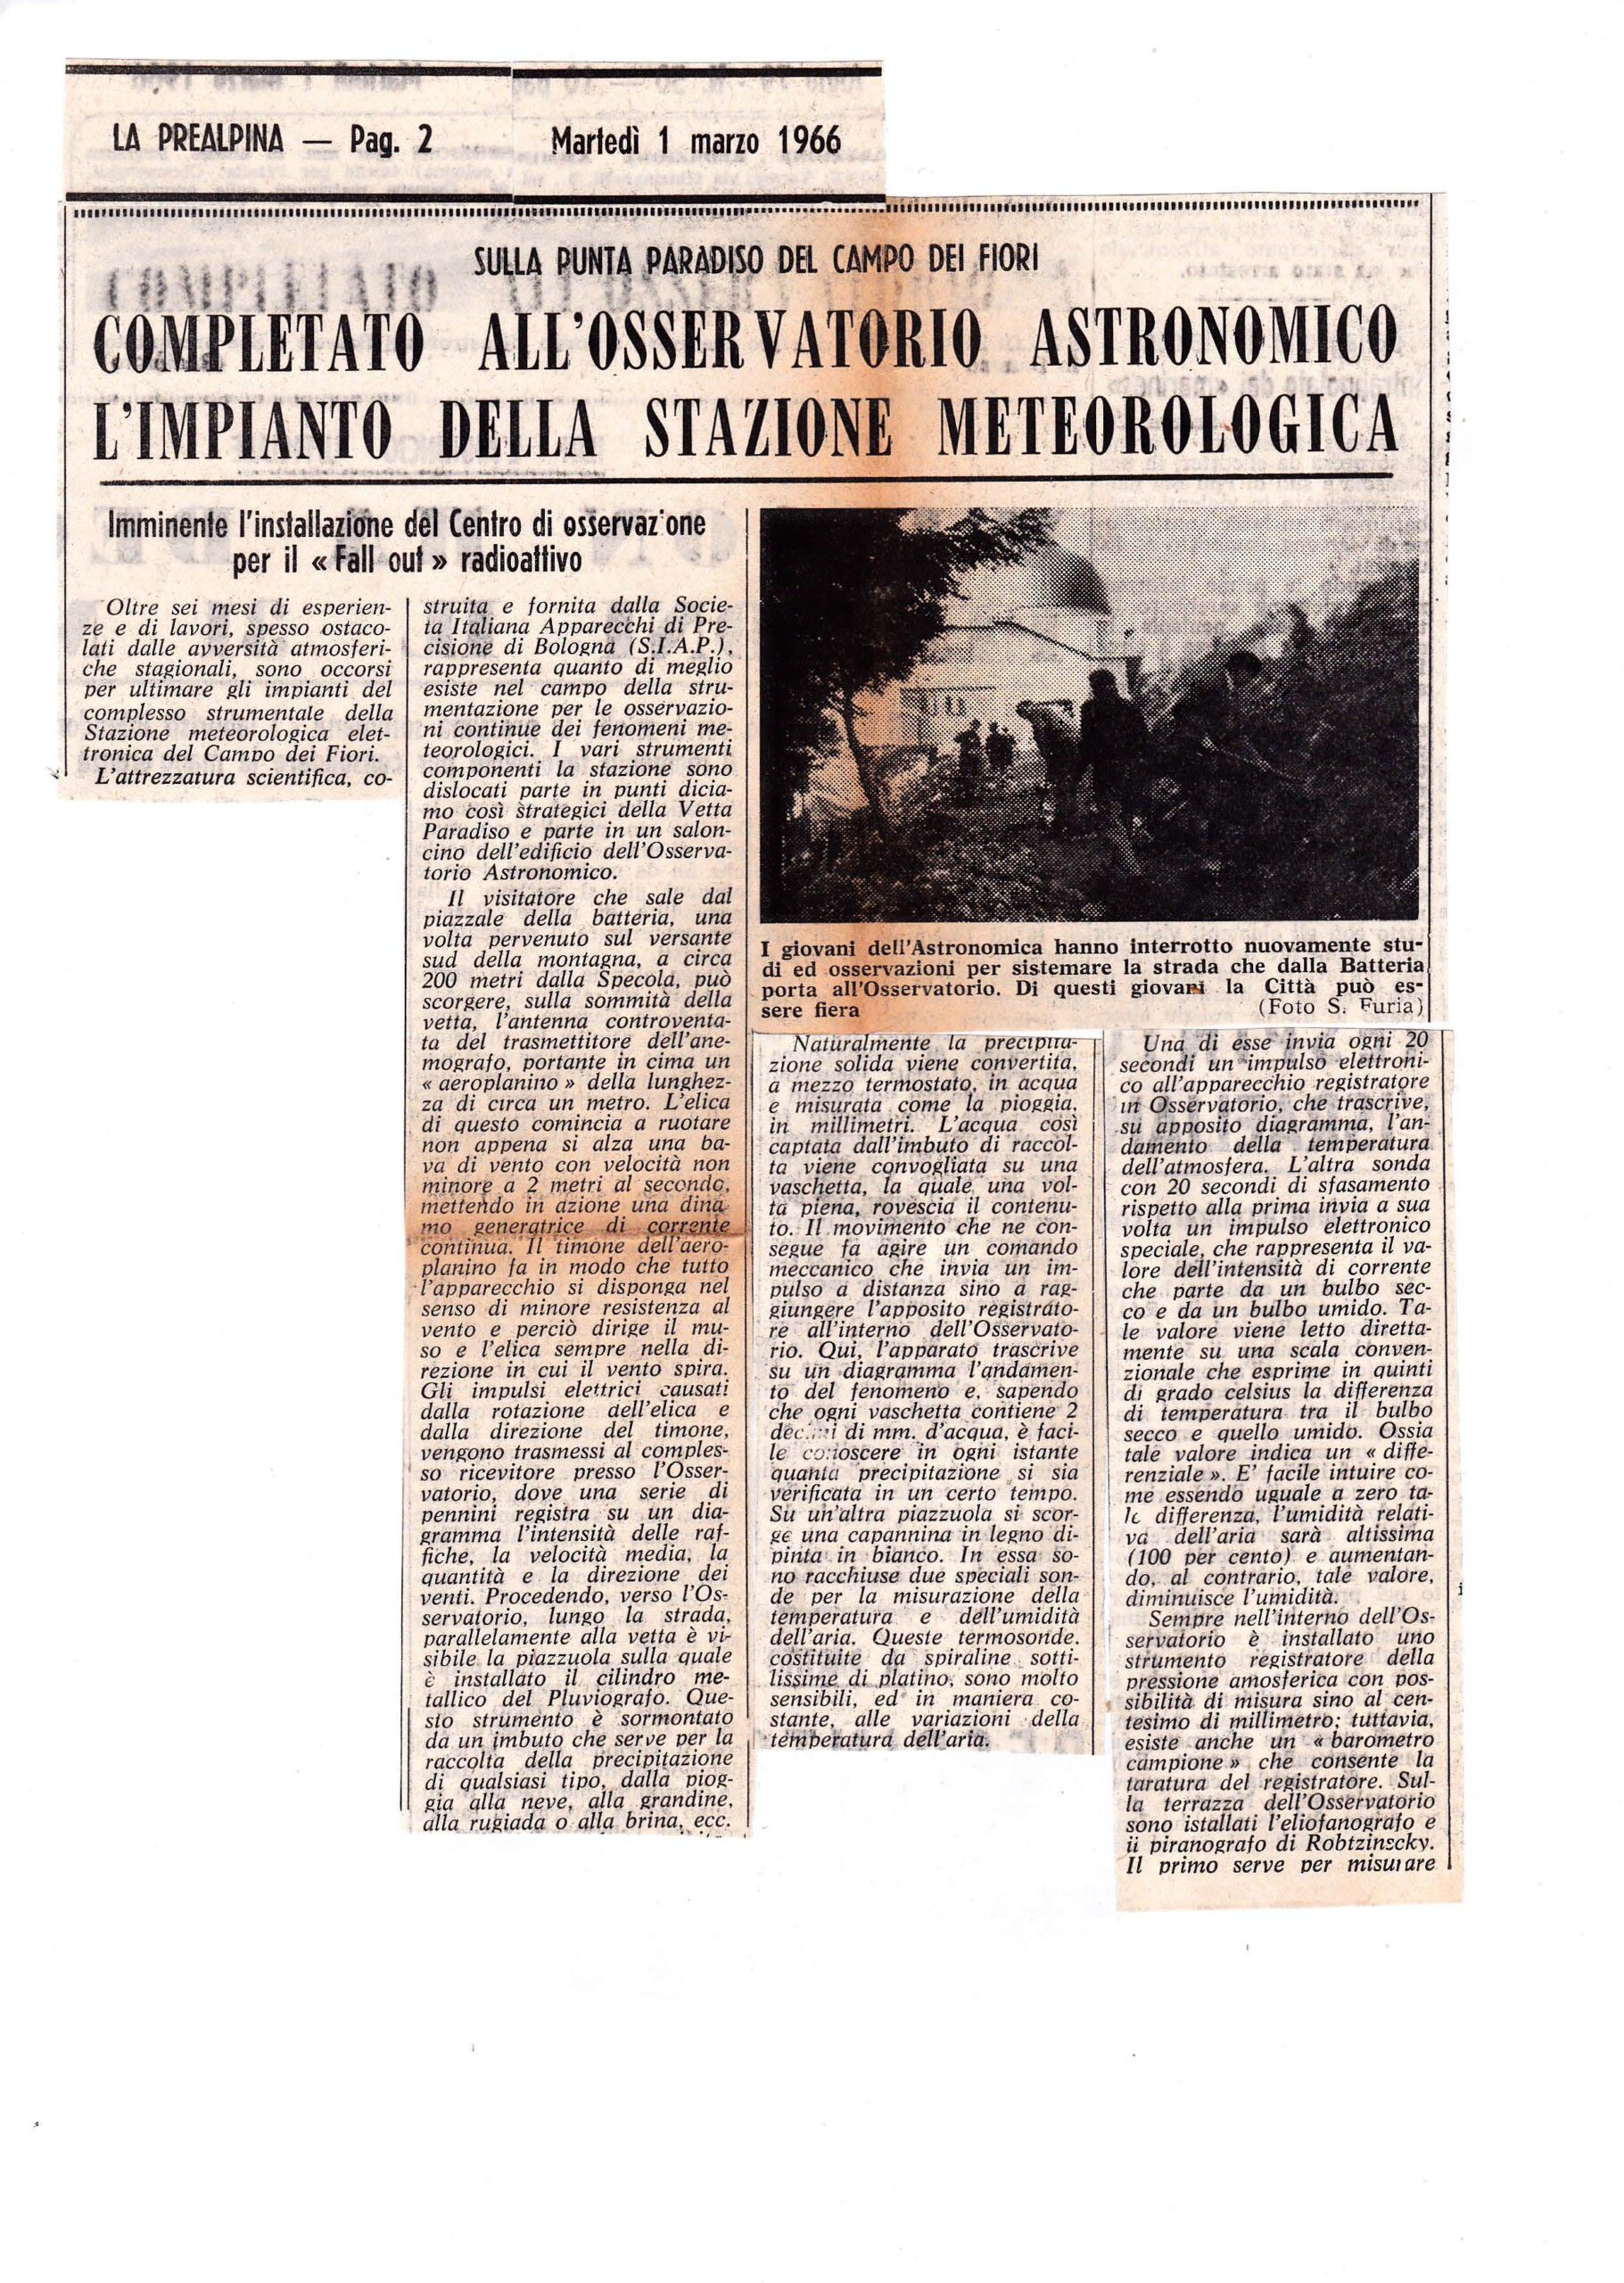 LA PREALPINA — Pag. 2
Martedì 1 marzo 1966
SULLA PUNTA PARADISO DEL CAMPO DEI FIORI
COMPLETATO ALL'OSSERVATORIO ASTRONOMICO
L'IMPIANTO DELLA STAZIONE METEOROLOGICA
Imminente l'installazione del Centro di osservaz'one
per il « Fall out » radioattivo
Oltre sei mesi di esperien-
ze e di lavori, spesso ostaco-
lati dalle avversità atmosferi-
che stagionali, sono occorsi
per ultimare gli impianti del
complesso strumentale della
Stazione meteorologica elet-
tronica del Campo dei Fiori.
L'attrezzatura scientifica, co-
struita e fornita dalla Socie-
ta Italiana Apparecchi di Pre-
cisione di Bologna (S.I.A.P.),
rappresenta quanto di meglio
esiste nel campo della stru-
mentazione per le osservazio-
ni continue dei fenomeni me-
teorologici. I vari strumenti
componenti la stazione sono
dislocati parte in punti dicia-
mo così strategici della Vetta
Paradiso e parte in un salon-
cino dell'edificio dell'Osserva-
torio Astronomico.
Il visitatore che sale dal
piazzale della batteria, una
volta pervenuto sul versante
sud della montagna, a circa
200 metri dalla Specola, può
scorgere, sulla sommità della
vetta, l'antenna controventa-
ta del trasmettitore dell'ane-
mografo, portante in cima un
« aeroplanino » della lunghez-
za di circa un metro. L'elica
di questo comincia a ruotare
non appena si alza una ba-
va di vento con velocità non
minore a 2 metri al secondo,
mettendo in azione una dina
mo generatrice di corrente
continua. Il timone dell'aero-
planino fa in modo che tutto
l'apparecchio si disponga nel
senso di minore resistenza al
vento e perciò dirige il mu-
so e l'elica sempre nella di-
rezione in cui il vento spira.
Gli impulsi elettrici causati
dalla rotazione dell'elica e
dalla direzione del timone,
vengono trasmessi al comples-
so ricevitore presso l'Osser-
vatorio, dove una serie di
pennini registra su un dia-
gramma l'intensità delle raf-
fiche, la velocità media, la
quantità e la direzione dei
venti. Procedendo, verso l'Os-
servatorio, lungo la strada,
parallelamente alla vetta è vi-
sibile la piazzuola sulla quale
è installato il cilindro me-
tallico del Pluviografo. Que-
sto strumento è sormontato
da un imbuto che serve per la
raccolta della precipitazione
di qualsiasi tipo, dalla piog-
gia alla neve, alla grandine,
alla rugiada o alla brina, ecc.
I giovani dell'Astronomica hanno interrotto nuovamente stu-
di ed osservazioni per sistemare la strada che dalla Batteria
porta all'Osservatorio. Di questi giovani la Città può es-
sere fiera (Foto S. Furia)
Naturalmente la precipita-
zione solida viene convertita,
a mezzo termostato, in acqua
e misurata come la pioggia,
in millimetri. L'acqua così
captata dall'imbuto di raccol-
ta viene convogliata su una
vaschetta, la quale una vol-
ta piena, rovescia il contenu-
to. Il movimento che ne con-
segue fa agire un comando
meccanico che invia un im-
pulso a distanza sino a rag-
giungere l'apposito registrato-
re all'interno dell'Osservato-
rio. Qui, l'apparato trascrive
su un diagramma l'andamen-
to del fenomeno e, sapendo
che ogni vaschetta contiene 2
di mm. d'acqua, è faci-
le conoscere in ogni istante
quanta precipitazione si sia
verificata in un certo tempo.
Su un'altra piazzuola si scor-
ge una capannina in legno di-
pinta in bianco. In essa so-
no racchiuse due speciali son-
de per la misurazione della
temperatura e dell'umidità
dell'aria. Queste termosonde,
costituite da spiraline sotti-
lissime di platino, sono molto
sensibili, ed in maniera co-
stante, alle variazioni della
temperatura dell'aria.
Una di esse invia ogni 20
secondi un impulso elettroni-
co all'apparecchio registratore
in Osservatorio, che trascrive,
su apposito diagramma, l'an-
damento della temperatura
dell'atmosfera. L'altra sonda
con 20 secondi di sfasamento
rispetto alla prima invia a sua
volta un impulso elettronico
speciale, che rappresenta il va-
lore dell'intensità di corrente
che parte da un bulbo sec-
co e da un bulbo umido. Ta-
le valore viene letto diretta-
mente su una scala conven-
zionale che esprime in quinti
di grado celsius la differenza
di temperatura tra il bulbo
secco e quello umido. Ossia
tale valore indica un « diffe-
renziale ». E' facile intuire co-
me essendo uguale a zero ta-
le differenza, l'umidità relati-
va dell'aria sarà altissima
(100 per cento) e aumentan-
do, al contrario, tale valore,
diminuisce l'umidità.
Sempre nell'interno dell'Os-
servatorio è installato uno
strumento registratore della
pressione amosferica con pos-
sibilità di misura sino al cen-
tesimo di millimetro; tuttavia,
esiste anche un « barometro
campione » che consente la
taratura del registratore. Sul-
la terrazza dell'Osservatorio
sono istallati l'eliofanografo e
ii piranografo di Robtzinscky.
Il primo serve per misurare